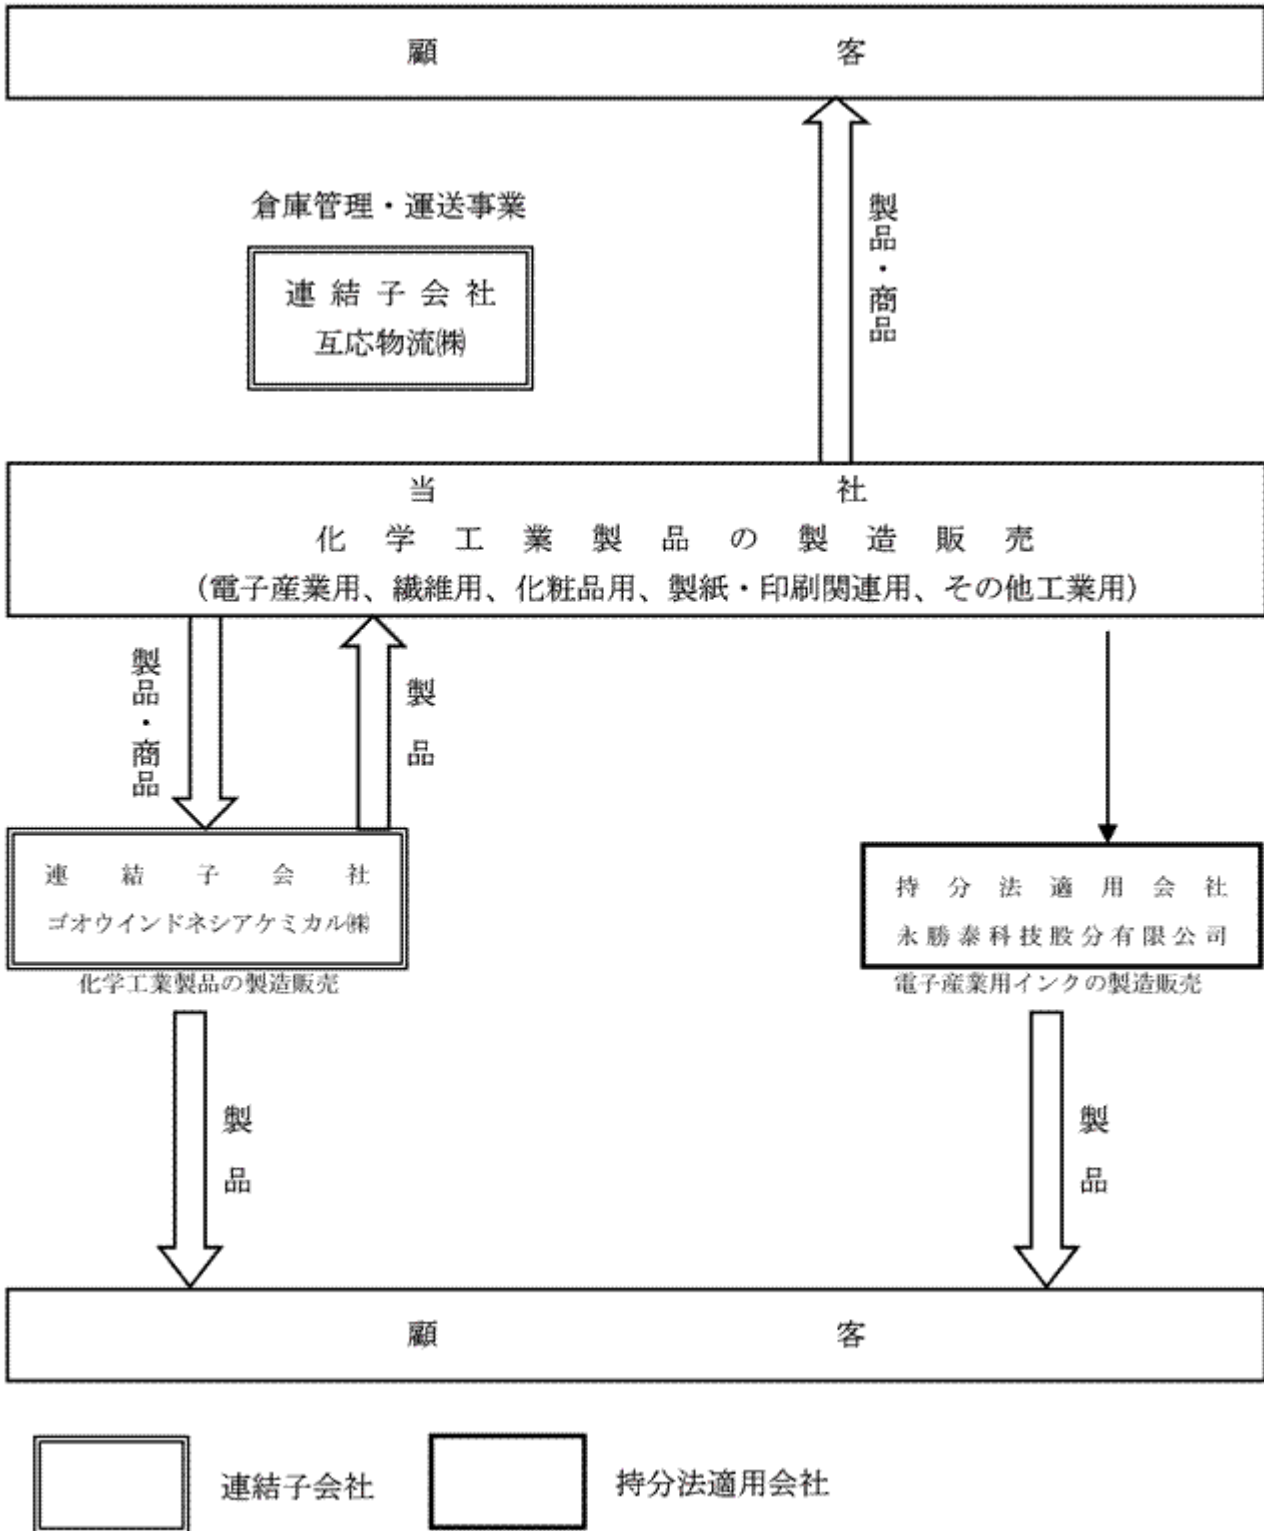 顧客
倉庫管理・運送事業
連結子会社
互応物流㈱
製品・商品
当社
化学工業製品の製造販売
(電子産業用、繊維用、化粧品用、製紙・印刷関連用、その他工業用)
製品・商品
製品
連結子会社
ゴオウインドネシアケミカル㈱
化学工業製品の製造販売
持分法適用会社
永勝泰科技股分有限公司
電子産業用インクの製造販売
製品
製品
顧客
連結子会社
持分法適用会社